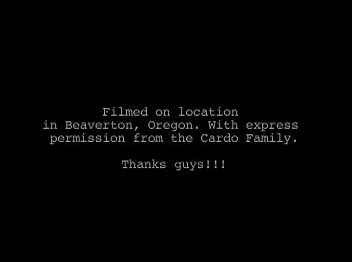 Filmed on location
in Beaverton, Oregon. With express
permission from the Cardo Family.
Thanks guys!!!